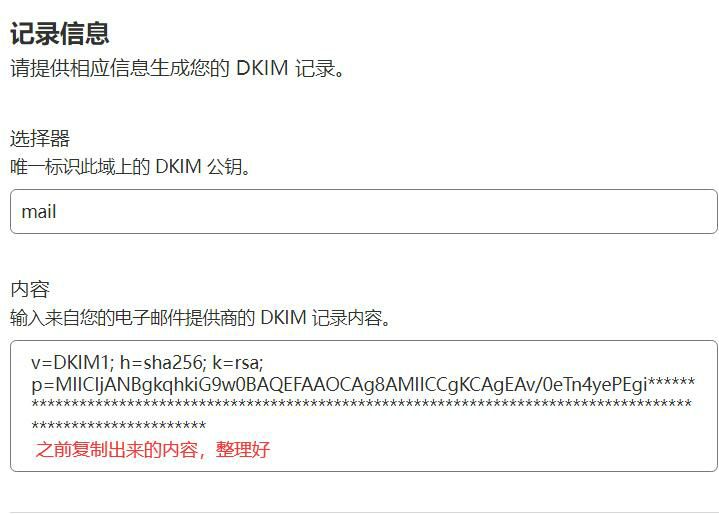 记录信息
请提供相应信息生成您的 DKIM 记录。
选择器
唯一标识此域上的 DKIM 公钥。
mail
内容
输入来自您的电子邮件提供商的 DKIM 记录内容。
v=DKIM1; h=sha256; k=rsa;
p=MIICIjANBgkqhkiG9w0BAQEFAAOCAg8AMIICCgKCAgEAv/0eTn4yePEgi******
***********************************************************************************
**********************
之前复制出来的内容，整理好